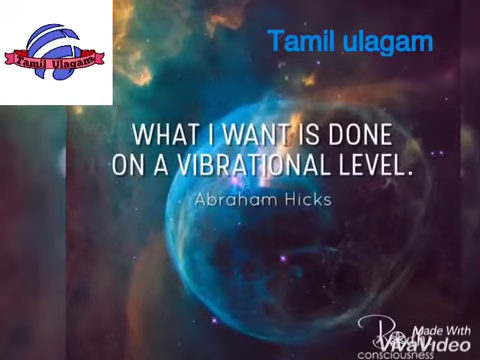 Tamil Ulagam
Tamil ulagam
WHAT I WANT IS DONE
ON A VIBRATIONAL LEVEL.
Abraham Hicks
Made With
VivaVideo
consciousness